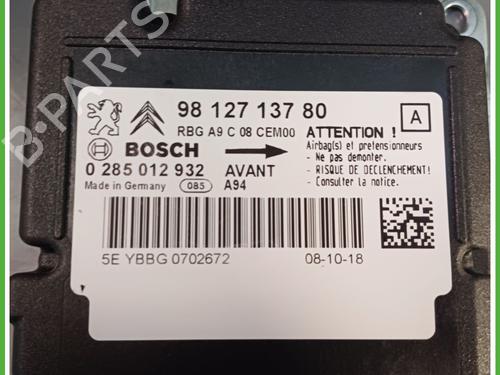 98 127 137 80
A
RBG A9 C 08 CEM00
ATTENTION !
BOSCH
Airbag(s) et pretensionneurs
- Ne pas demonter.
0 285 012 932
AVANT
- RISQUE DE DECLENCHEMENT!
Made in Germany
085
A94
- Consulter la notice.
5E YBBG 0702672
08-10-18
B-PARTS